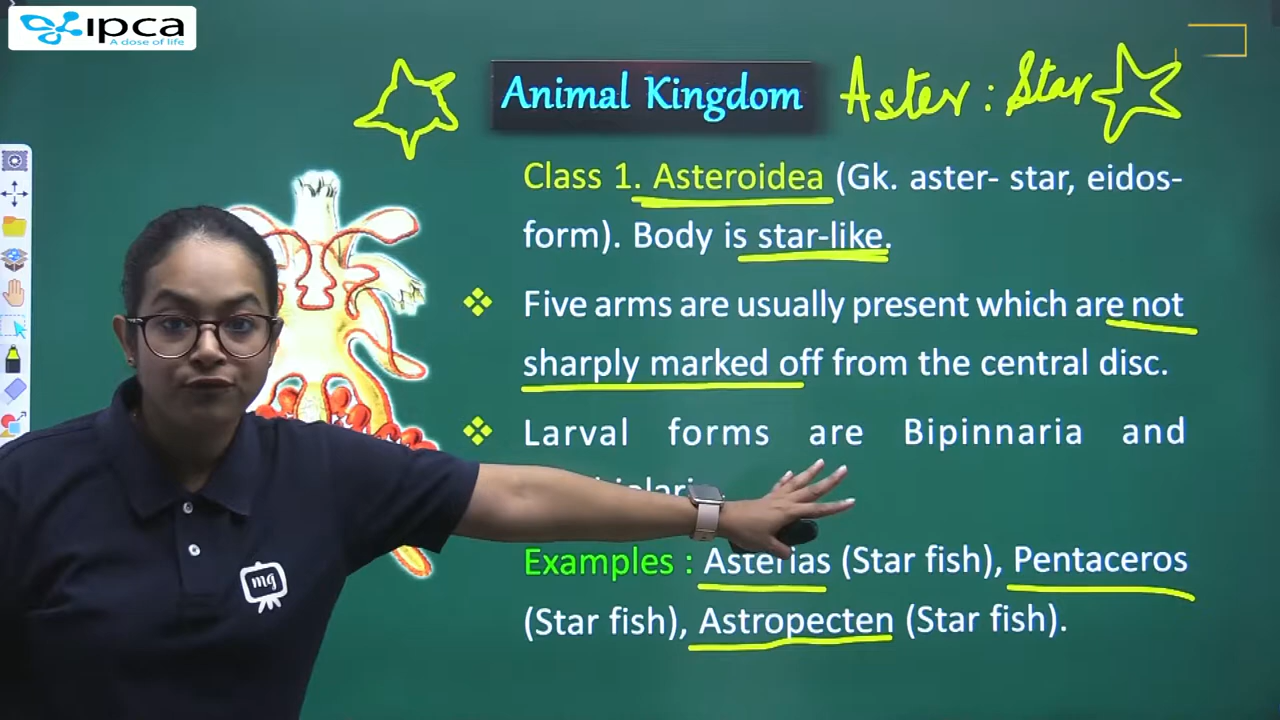 ipca
A dose of life
Animal Kingdom
Aster : Star
Class 1. Asteroidea (Gk. aster- star, eidos-
form). Body is star-like.
Five arms are usually present which are not
sharply marked off from the central disc.
Larval forms are Bipinnaria and
Examples : Asterias (Star fish), Pentaceros
(Star fish), Astropecten (Star fish).
mg